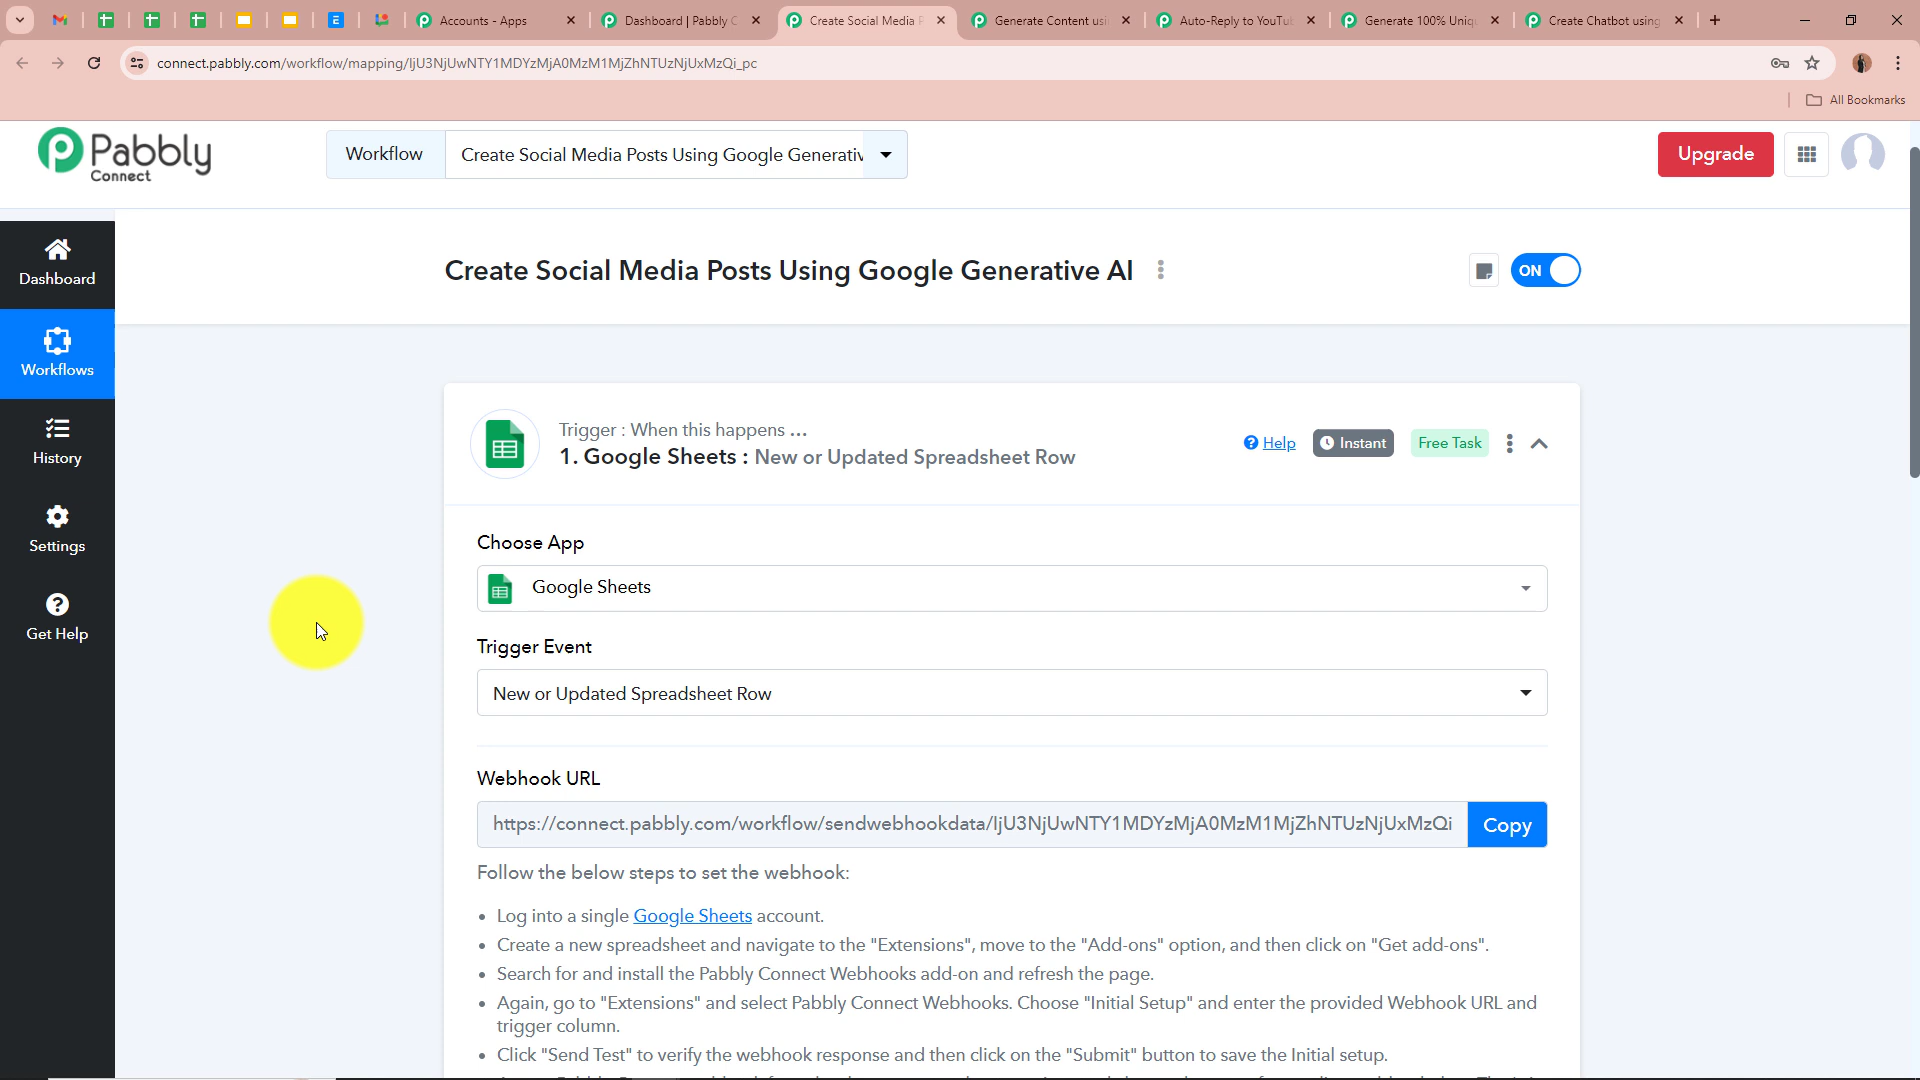 Accounts - Apps
Dashboard | Pabbly C
Create Social Media P
Generate Content usi
Auto-Reply to YouTu
Generate 100% Uniq
Create Chatbot using
connect.pabbly.com/workflow/mapping/IjU3NjUwNTY1MDYzMjA0MzM1MjZhNTUzNjUxMzQi_pc
All Bookmarks
Pabbly
Connect
Workflow
Create Social Media Posts Using Google Generativ
Upgrade
Dashboard
Workflows
History
Settings
Get Help
Create Social Media Posts Using Google Generative AI
ON
Trigger : When this happens ...
1. Google Sheets : New or Updated Spreadsheet Row
Help
Instant
Free Task
Choose App
Google Sheets
Trigger Event
New or Updated Spreadsheet Row
Webhook URL
https://connect.pabbly.com/workflow/sendwebhookdata/IjU3NjUwNTY1MDYzMjA0MzM1MjZhNTUzNjUxMzQi
Copy
Follow the below steps to set the webhook:
• Log into a single Google Sheets account.
• Create a new spreadsheet and navigate to the "Extensions", move to the "Add-ons" option, and then click on "Get add-ons".
• Search for and install the Pabbly Connect Webhooks add-on and refresh the page.
• Again, go to "Extensions" and select Pabbly Connect Webhooks. Choose "Initial Setup" and enter the provided Webhook URL and
trigger column.
• Click "Send Test" to verify the webhook response and then click on the "Submit" button to save the Initial setup.